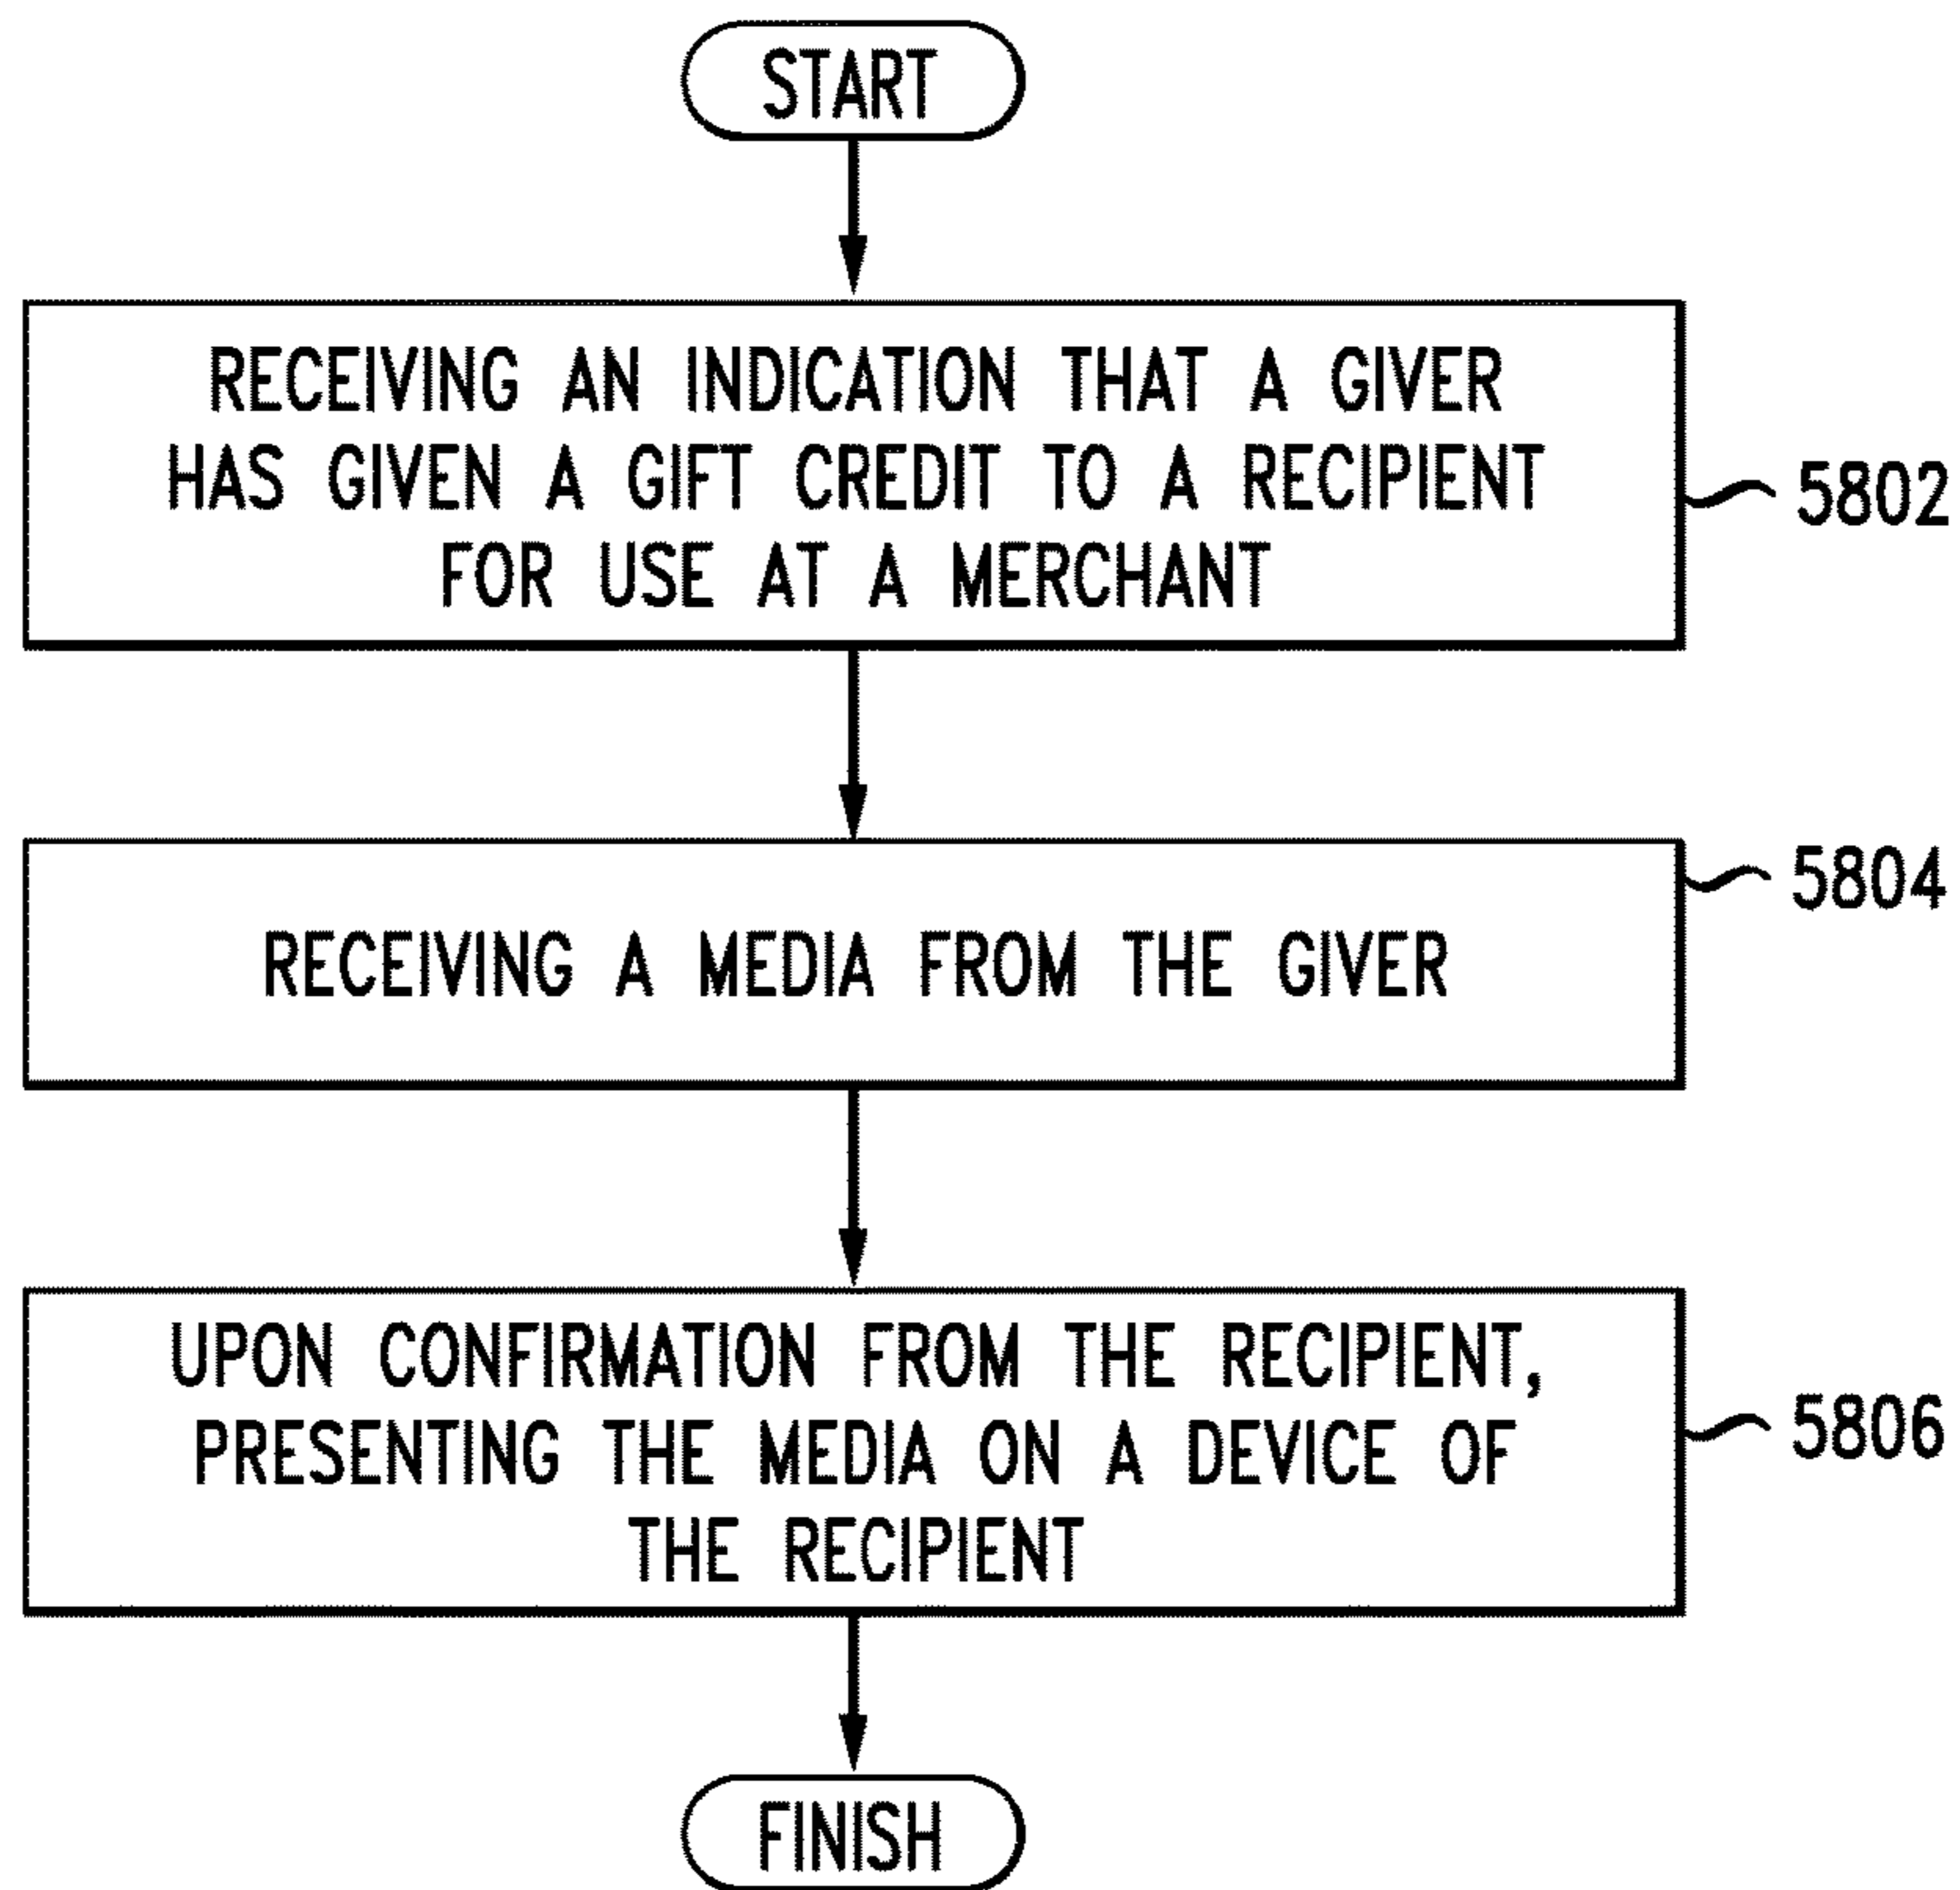 START
RECEIVING AN INDICATION THAT A GIVER
HAS GIVEN A GIFT CREDIT TO A RECIPIENT
FOR USE AT A MERCHANT
5802
5804
RECEIVING A MEDIA FROM THE GIVER
UPON CONFIRMATION FROM THE RECIPIENT,
PRESENTING THE MEDIA ON A DEVICE OF
THE RECIPIENT
5806
FINISH